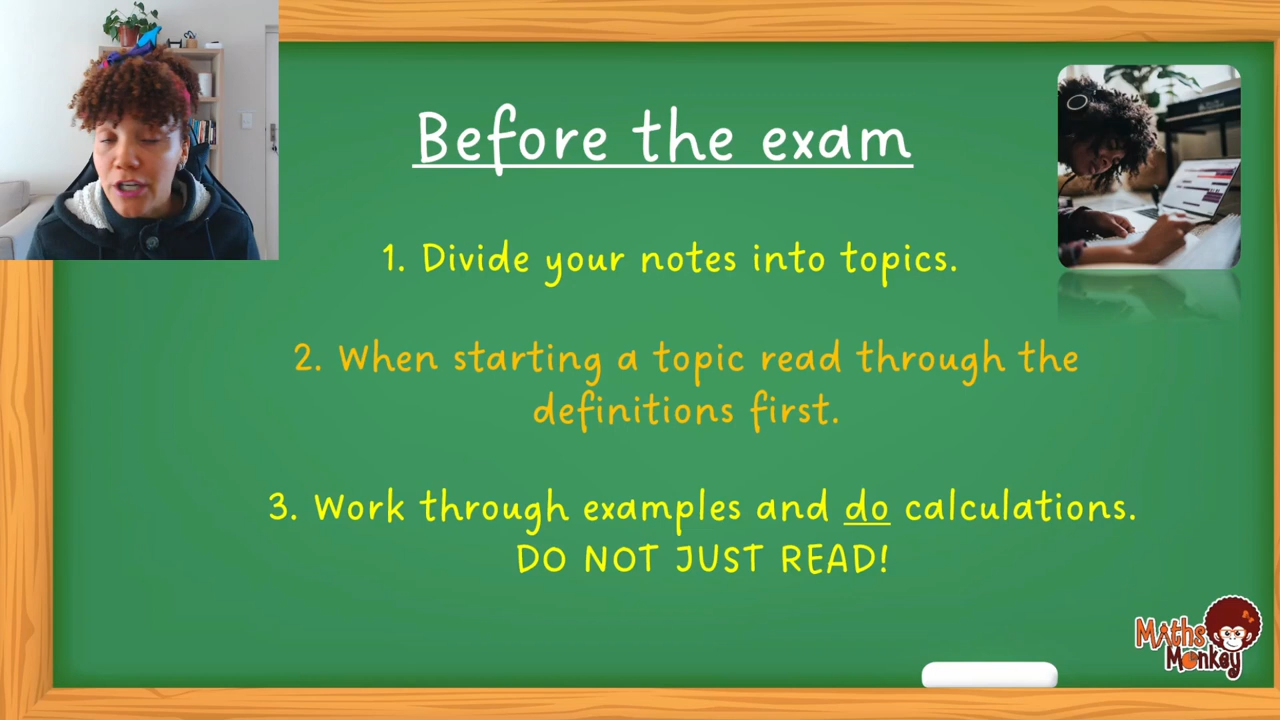 Before the exam
1. Divide your notes into topics.
2. When starting a topic read through the
definitions first.
3. Work through examples and do calculations.
DO NOT JUST READ!
Maths
Monkey